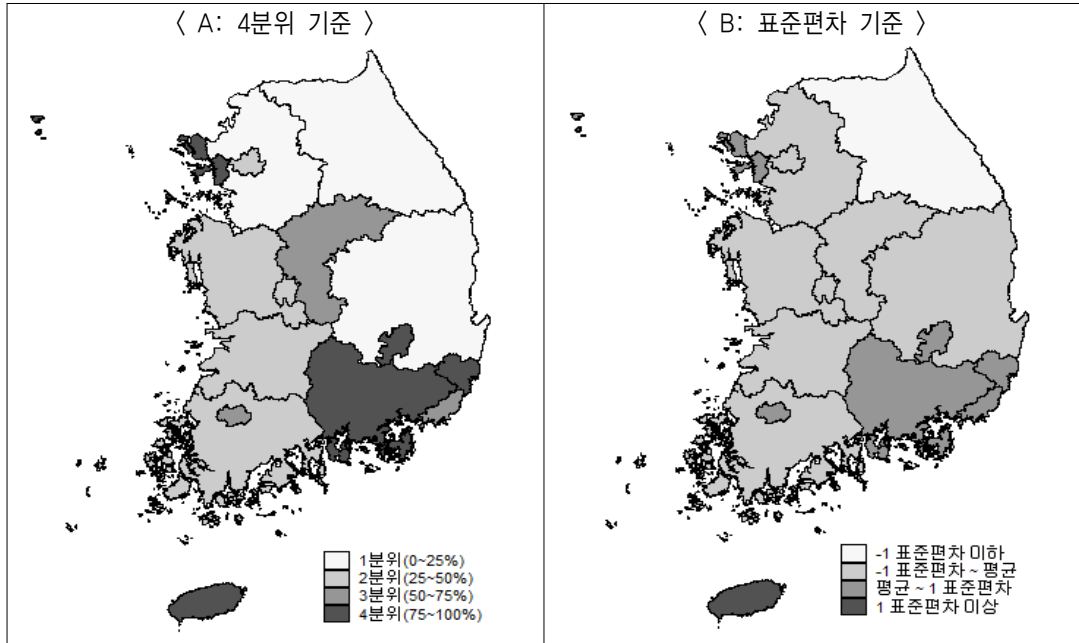 〈 A: 4분위 기준 〉
〈 B: 표준편차 기준 〉
1분위(0~25%)
2분위(25~50%)
3분위(50~75%)
4분위(75~100%)
-1 표준편차 미하
-1 표준편차 ~ 평균
평균 ~ 1 표준편차
1 표준편차 미상